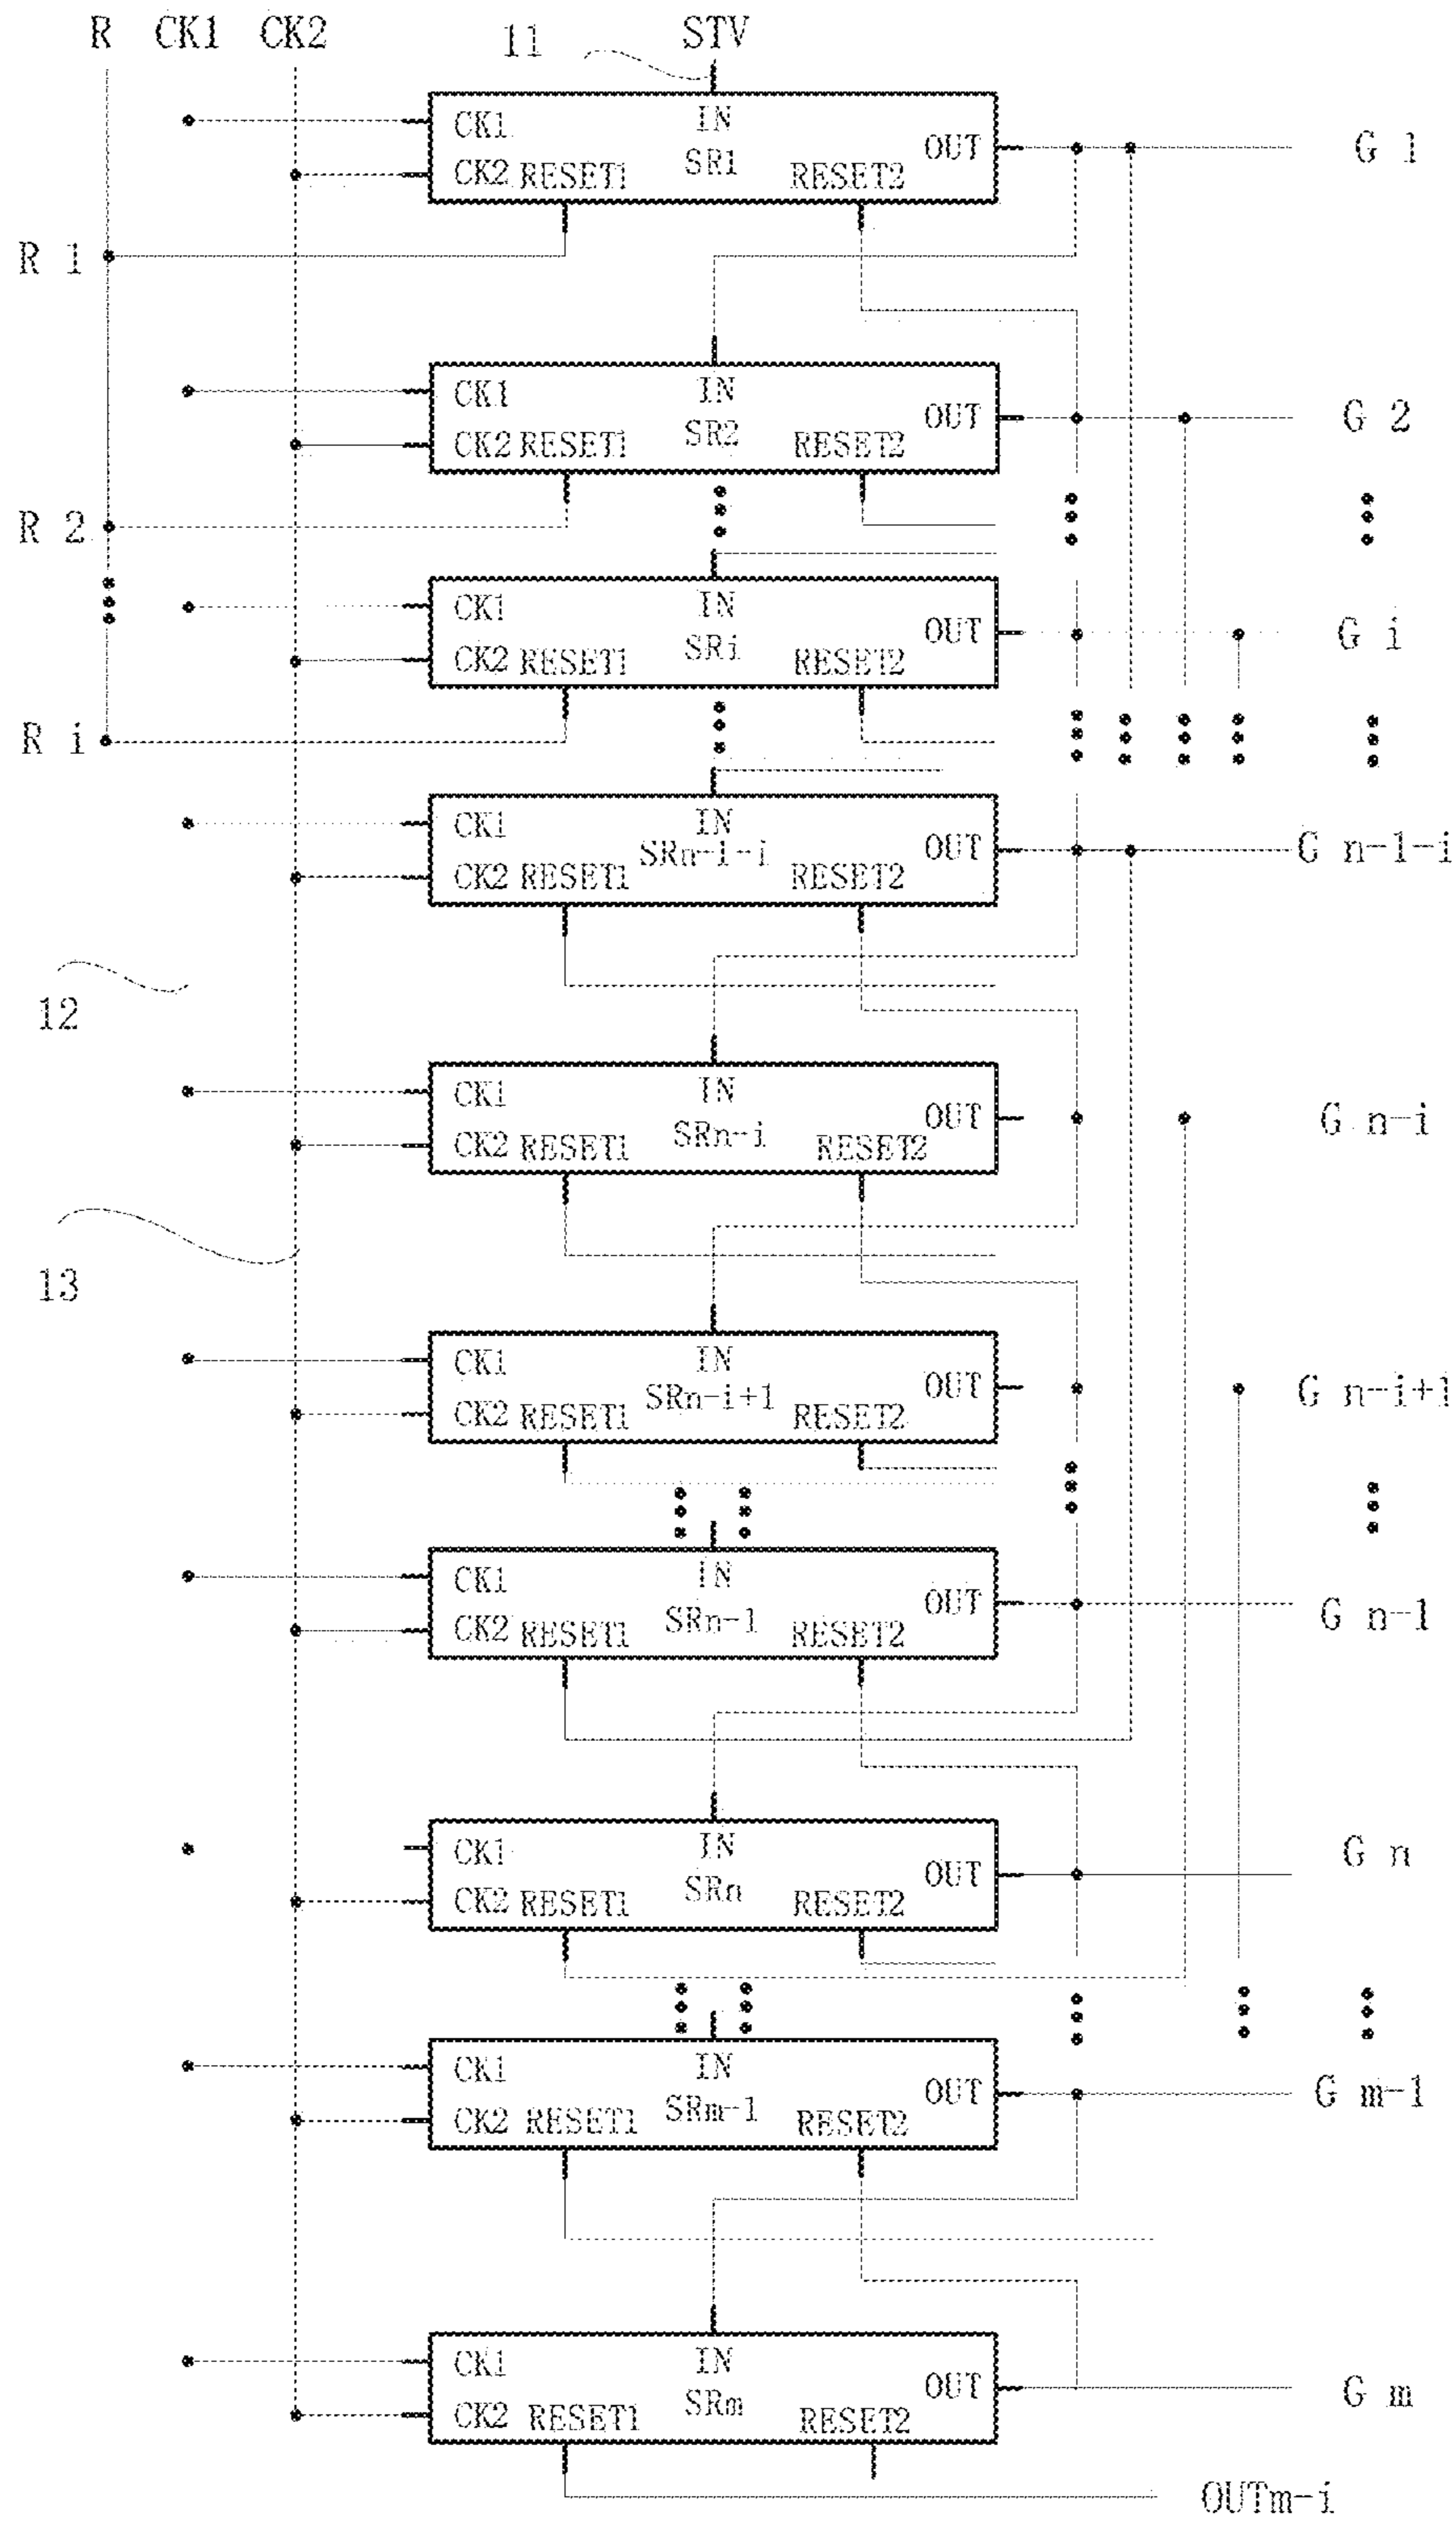 R CK1 CK2 11 STV
CK1 IN OUT G 1
CK2 RESET1 SR1 RESET2
R 1
CK1 IN OUT G 2
CK2 RESET1 SR2 RESET2
R 2
CK1 IN OUT G i
CK2 RESET1 SRi RESET2
R i
CK1 IN OUT G n-1-i
CK2 RESET1 SRn-1-i RESET2
12
CK1 IN OUT G n-i
CK2 RESET1 SRn-i RESET2
13
CK1 IN OUT G n-i+1
CK2 RESET1 SRn-i+1 RESET2
CK1 IN OUT G n-1
CK2 RESET1 SRn-1 RESET2
CK1 IN OUT G n
CK2 RESET1 SRn RESET2
CK1 IN OUT G m-1
CK2 RESET1 SRm-1 RESET2
CK1 IN OUT G m
CK2 RESET1 SRm RESET2
OUTm-i